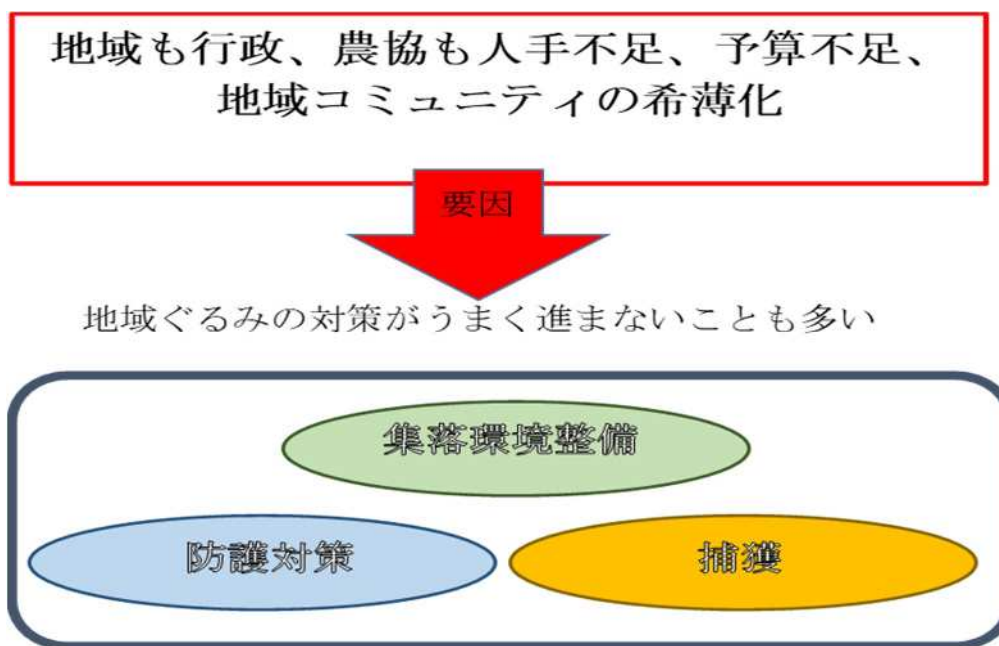 地域も行政、農協も人手不足、予算不足、
地域コミュニティの希薄化
要因
地域ぐるみの対策がうまく進まないことも多い
集落環境整備
防護対策
捕獲